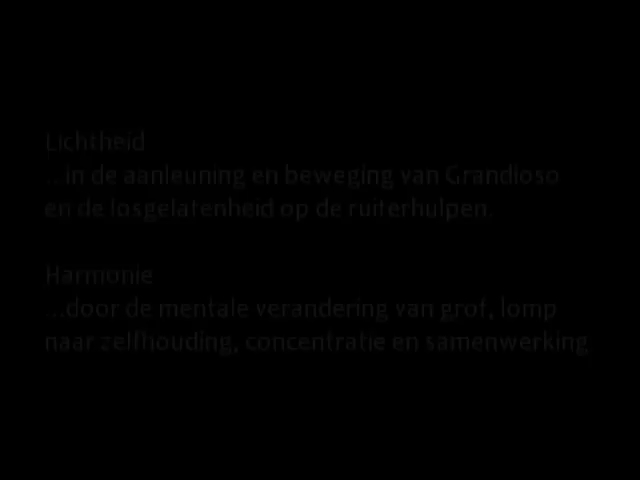 Lichtheid
...in de aanleuning en beweging van Grandioso
en de losgelatenheid op de ruiterhulpen.
Harmonie
...door de mentale verandering van grof, lomp
naar zelfhouding, concentratie en samenwerking